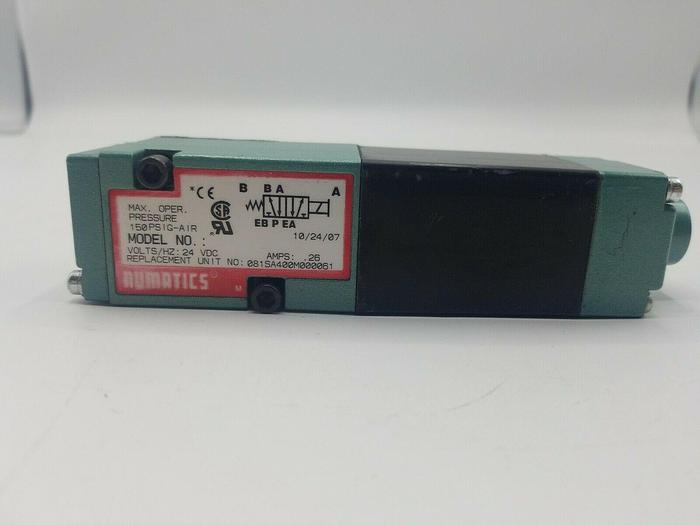 *CE
B B A A
MAX. OPER.
PRESSURE
150PSIG-AIR
EB P EA
MODEL NO.:
10/24/07
VOLTS/HZ: 24 VDC
AMPS: .26
REPLACEMENT UNIT NO: 081SA400M000061
NUMATICS®
M